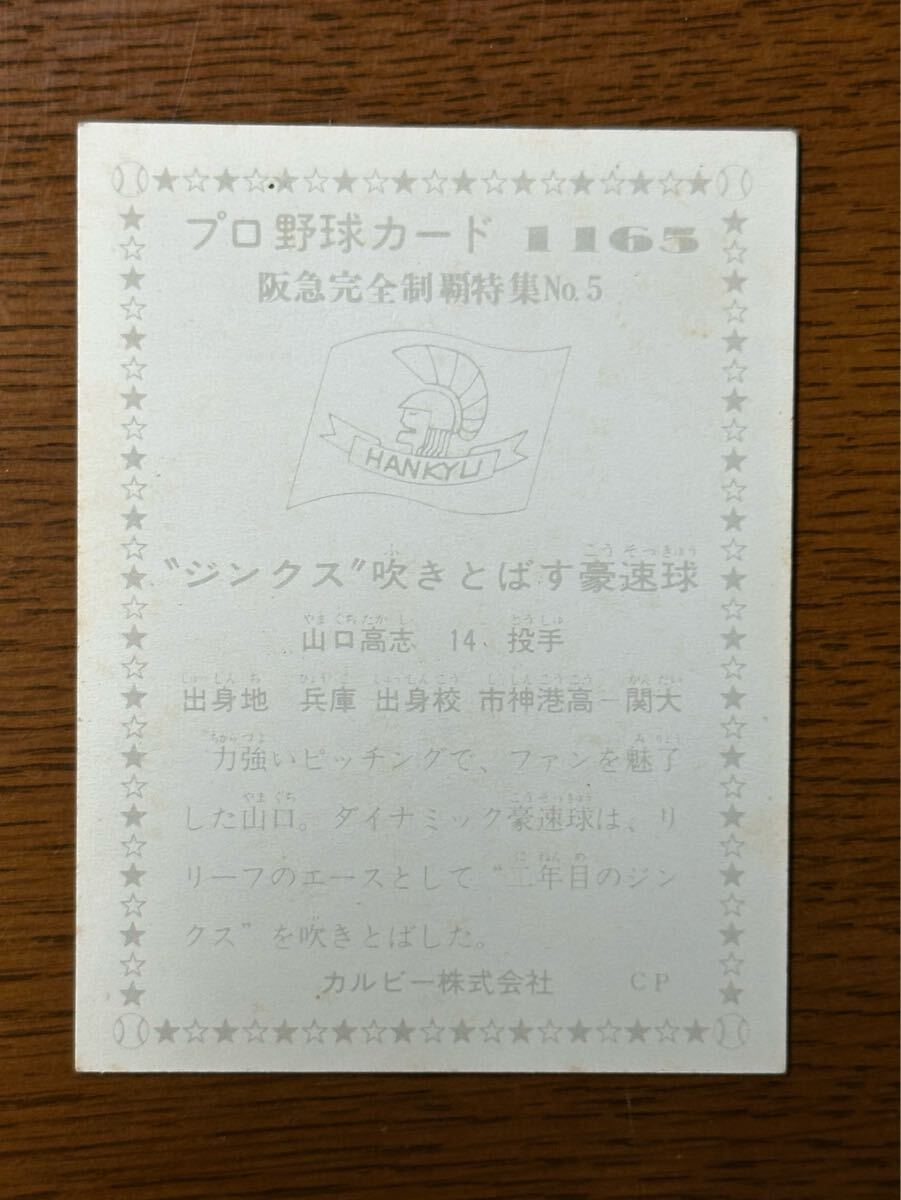 プロ野球カード 1165
阪急完全制覇特集No.5
HANKYU
"ジンクス"吹きとばす豪速球
山口高志 14 投手
出身地 兵庫 出身校 市神港高―関大
力強いピッチングで、ファンを魅了
した山口。ダイナミック豪速球は、リ
リーフのエースとして"二年目のジン
クス"を吹きとばした。
カルビー株式会社 CP